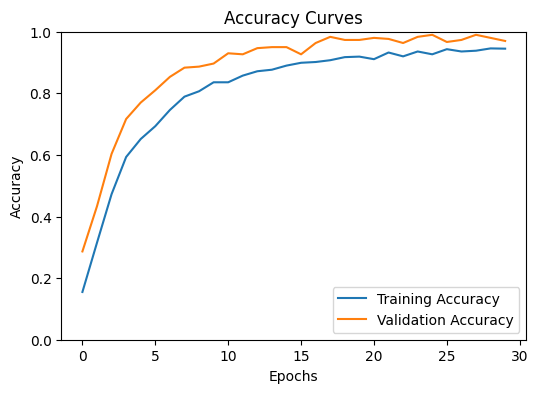 Accuracy Curves
1.0
0.8
0.6
0.4
0.2
0.0
Accuracy
Training Accuracy
Validation Accuracy
0 5 10 15 20 25 30
Epochs